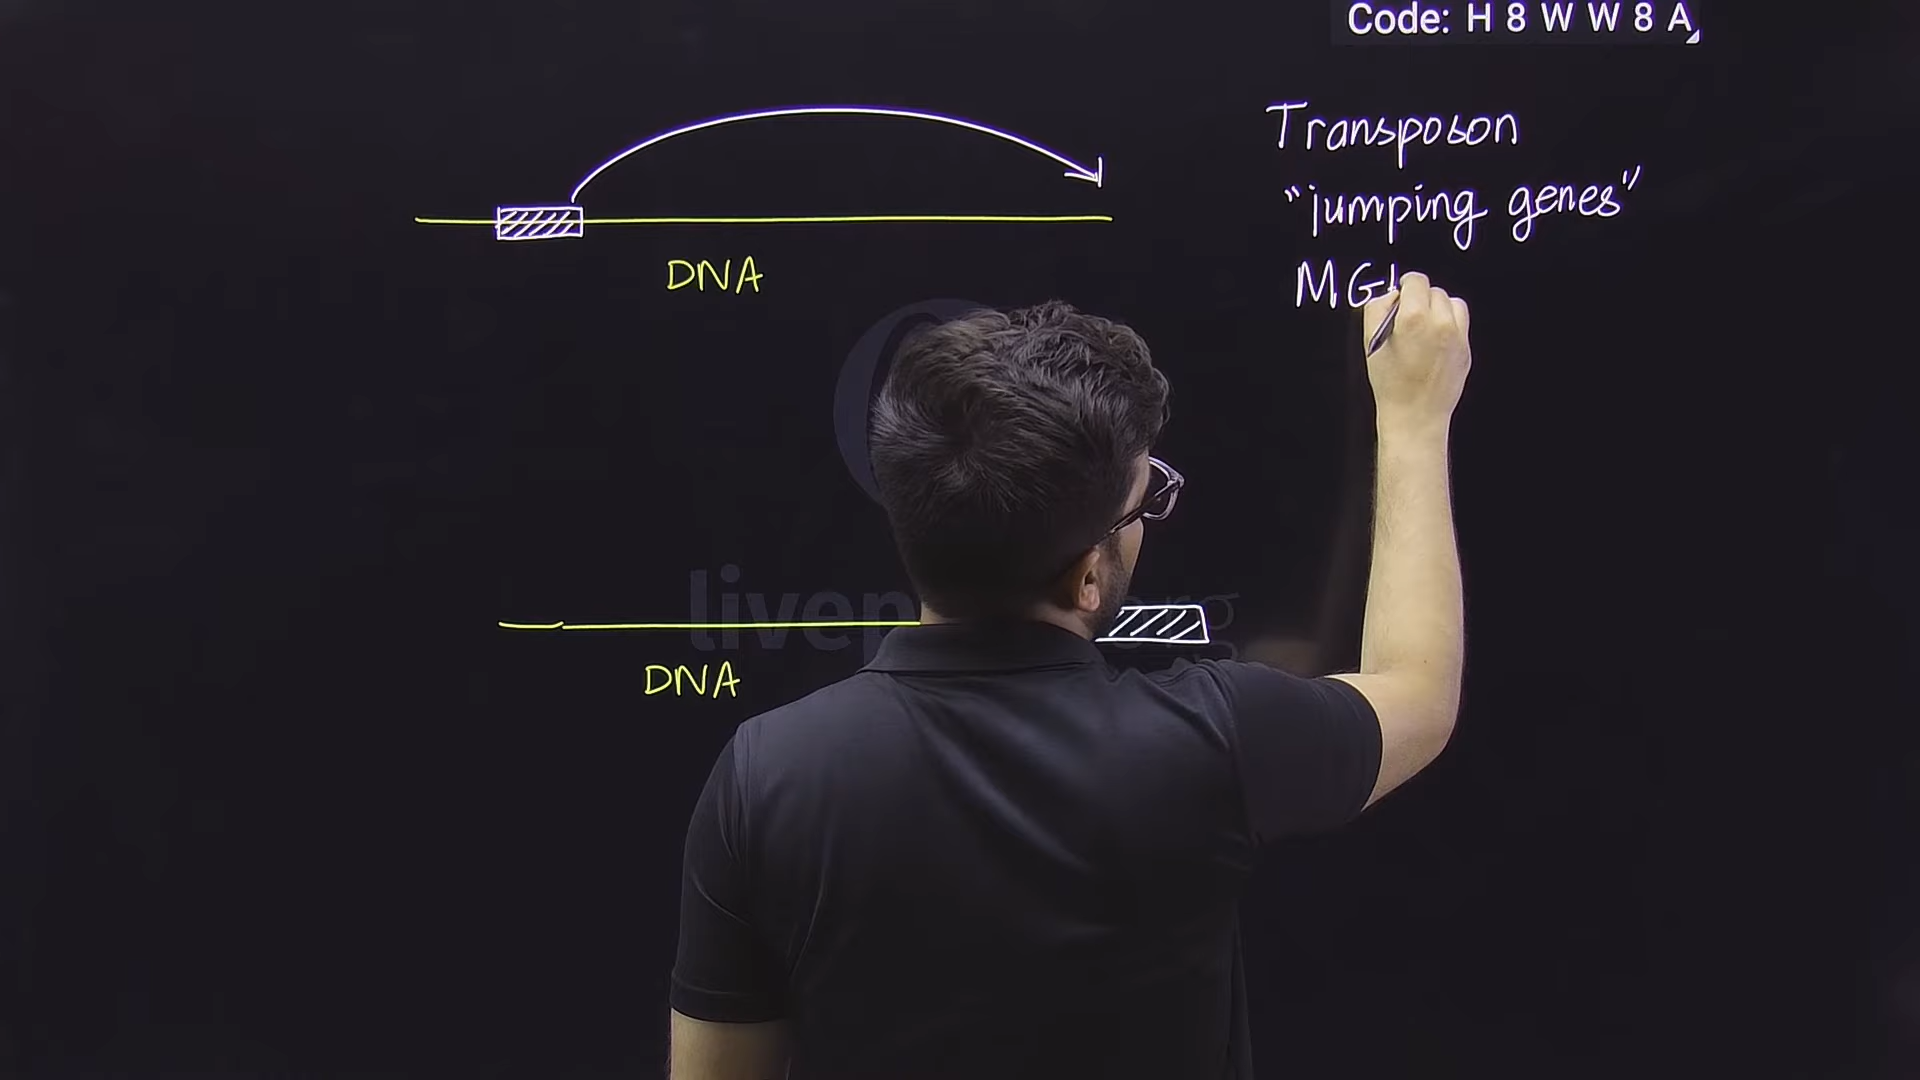 Code: H 8 W W 8 A
Transposon
"jumping genes"
DNA
DNA